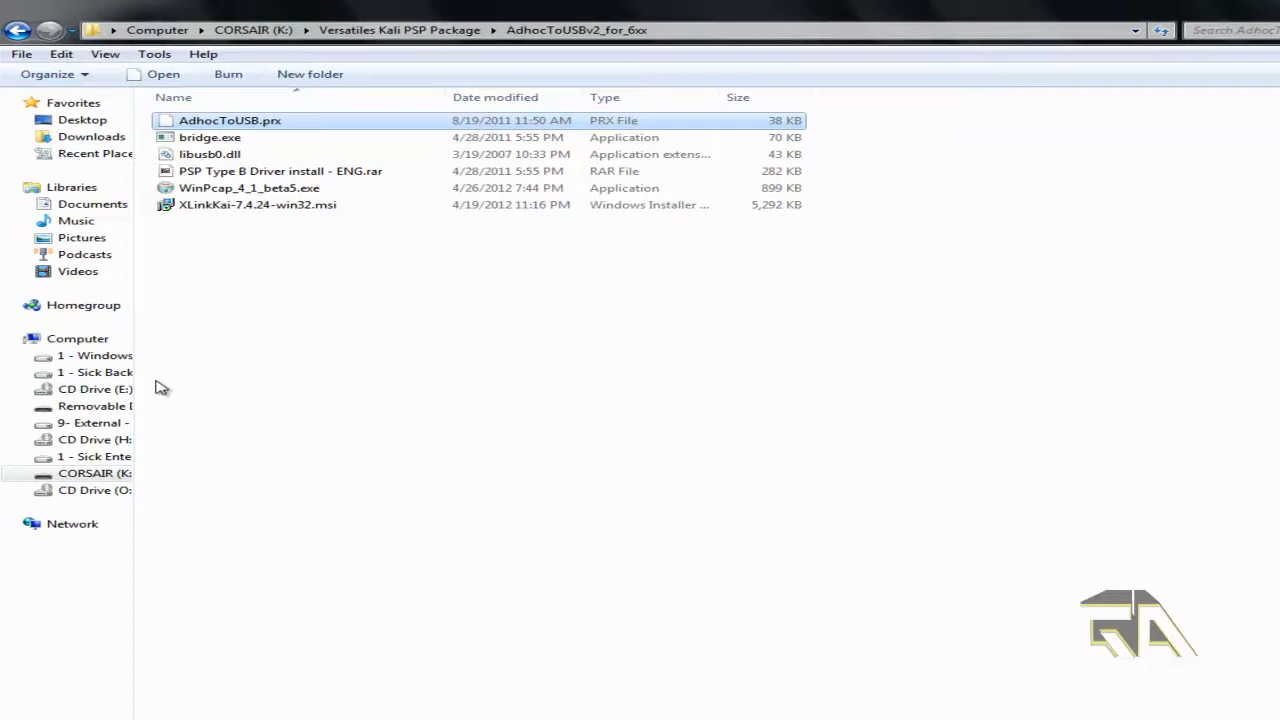 Computer CORSAIR (K:) Versatiles Kali PSP Package AdhocToUSBv2_for_6xx Search AdhocT
File Edit View Tools Help
Organize Open Burn New folder
Name Date modified Type Size
Favorites
Desktop
Downloads
Recent Place
Libraries
Documents
Music
Pictures
Podcasts
Videos
Homegroup
Computer
1 - Windows
1 - Sick Back
CD Drive (E:)
Removable D
9- External -
CD Drive (H:
1 - Sick Ente
CORSAIR (K:
CD Drive (O:
Network
AdhocToUSB.prx 8/19/2011 11:50 AM PRX File 38 KB
bridge.exe 4/28/2011 5:55 PM Application 70 KB
libusb0.dll 3/19/2007 10:33 PM Application extens... 43 KB
PSP Type B Driver install - ENG.rar 4/28/2011 5:55 PM RAR File 282 KB
WinPcap_4_1_beta5.exe 4/26/2012 7:44 PM Application 899 KB
XLinkKai-7.4.24-win32.msi 4/19/2012 11:16 PM Windows Installer ... 5,292 KB